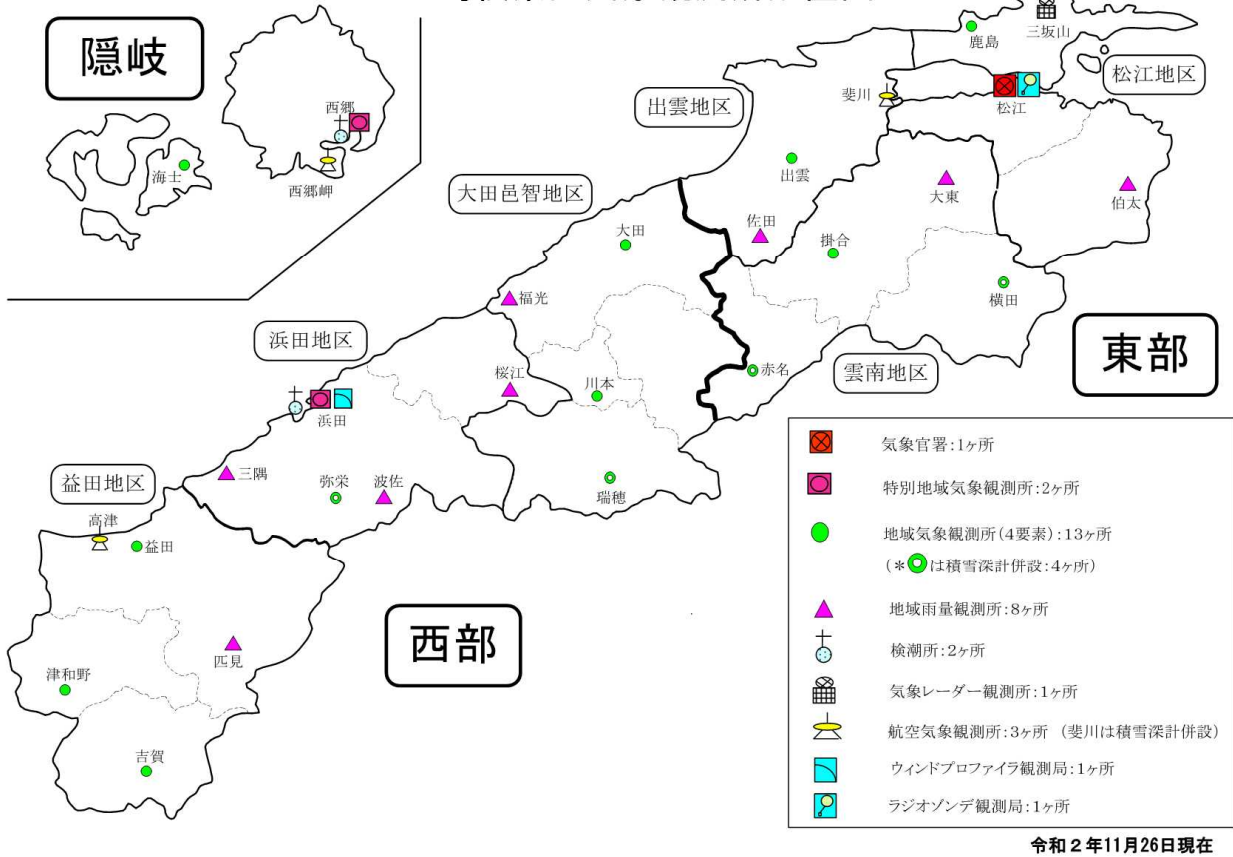 隠岐
西郷
海士
西郷岬
鹿島
三坂山
松江地区
松江
斐川
出雲地区
出雲
大東
伯太
佐田
掛合
横田
東部
雲南地区
赤名
大田邑智地区
大田
福光
川本
瑞穂
浜田地区
桜江
浜田
三隅
弥栄
波佐
益田地区
高津
益田
匹見
津和野
吉賀
西部
気象官署:1ヶ所
特別地域気象観測所:2ヶ所
地域気象観測所(4要素):13ヶ所
(*は積雪深計併設:4ヶ所)
地域雨量観測所:8ヶ所
検潮所:2ヶ所
気象レーダー観測所:1ヶ所
航空気象観測所:3ヶ所 (斐川は積雪深計併設)
ウィンドプロファイラ観測局:1ヶ所
ラジオゾンデ観測局:1ヶ所
令和2年11月26日現在